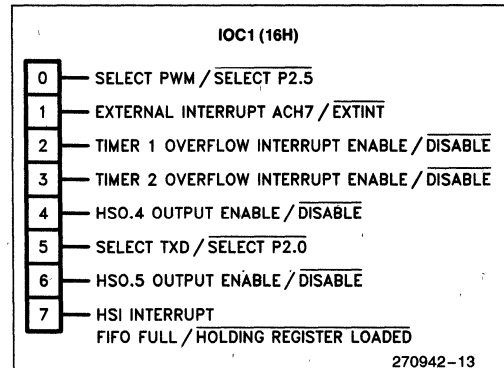 IOC1 (16H)
0 SELECT PWM / SELECT P2.5
1 EXTERNAL INTERRUPT ACH7 / EXTINT
2 TIMER 1 OVERFLOW INTERRUPT ENABLE / DISABLE
3 TIMER 2 OVERFLOW INTERRUPT ENABLE / DISABLE
4 HSO.4 OUTPUT ENABLE / DISABLE
5 SELECT TXD / SELECT P2.0
6 HSO.5 OUTPUT ENABLE / DISABLE
7 HSI INTERRUPT
FIFO FULL / HOLDING REGISTER LOADED
270942-13